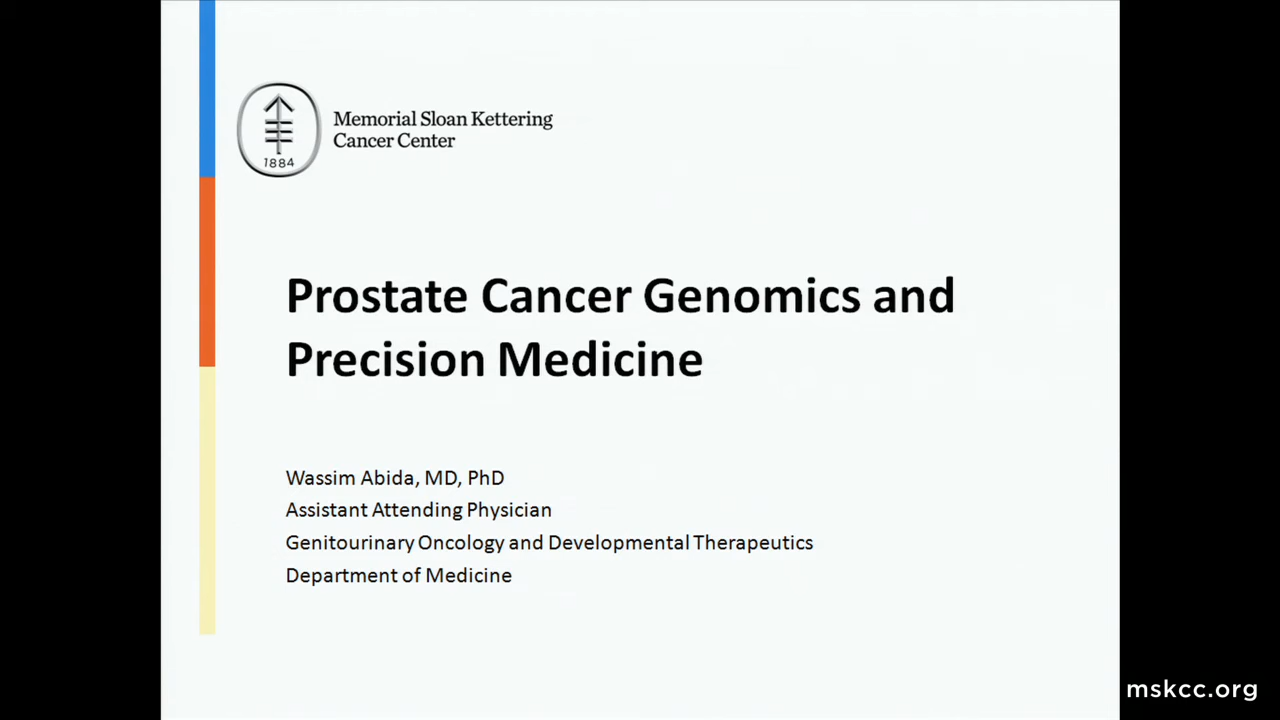 Memorial Sloan Kettering
Cancer Center
1884
Prostate Cancer Genomics and
Precision Medicine
Wassim Abida, MD, PhD
Assistant Attending Physician
Genitourinary Oncology and Developmental Therapeutics
Department of Medicine
mskcc.org